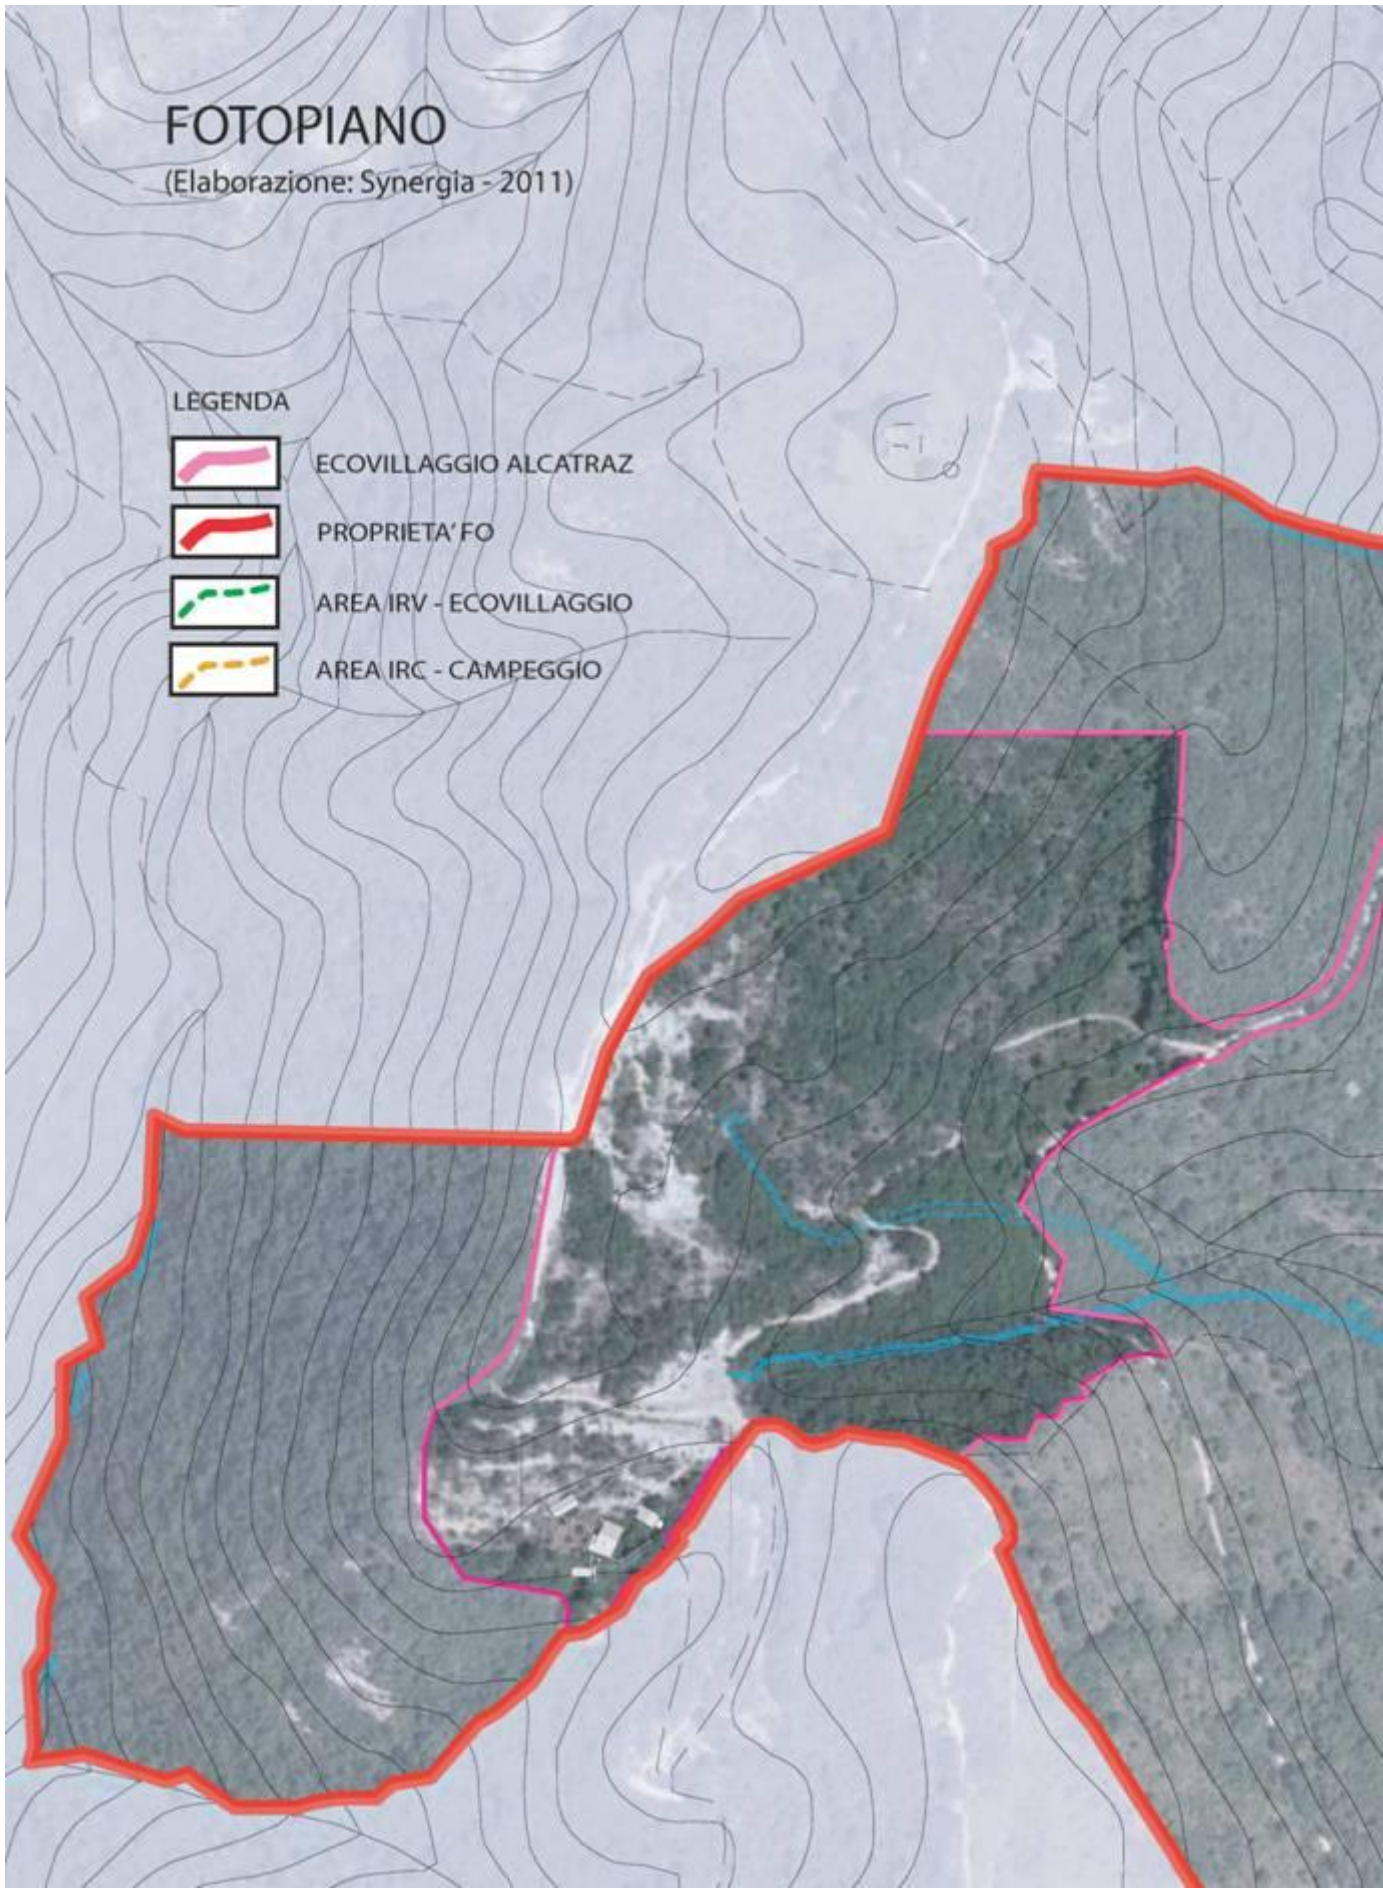 FOTOPIANO
(Elaborazione: Synergia - 2011)
LEGENDA
ECOVILLAGGIO ALCATRAZ
PROPRIETA' FO
AREA IRV - ECOVILLAGGIO
AREA IRC - CAMPEGGIO